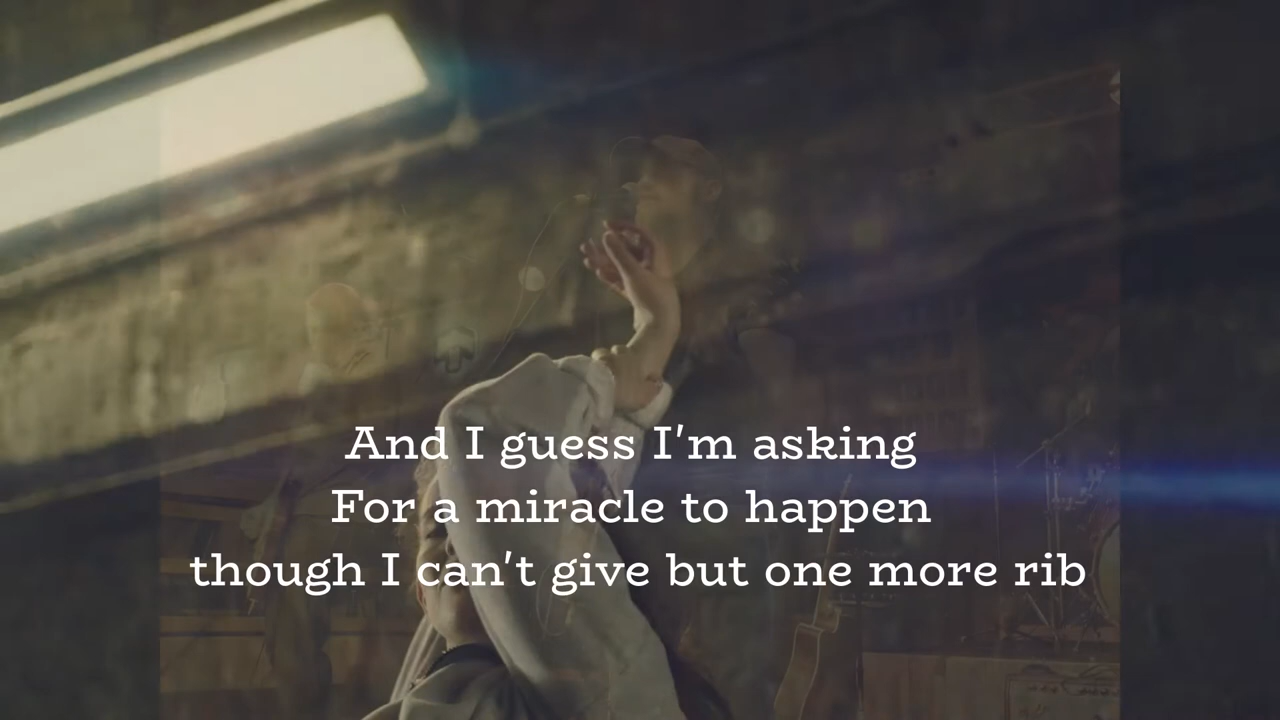 And I guess I'm asking
For a miracle to happen
though I can't give but one more rib